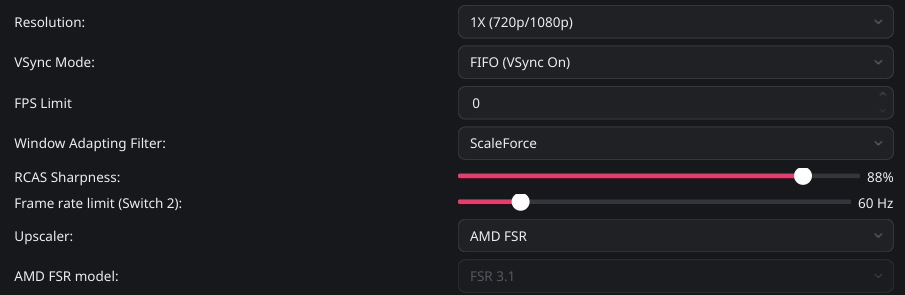 Resolution: 1X (720p/1080p)
VSync Mode: FIFO (VSync On)
FPS Limit 0
Window Adapting Filter: ScaleForce
RCAS Sharpness: 88%
Frame rate limit (Switch 2): 60 Hz
Upscaler: AMD FSR
AMD FSR model: FSR 3.1